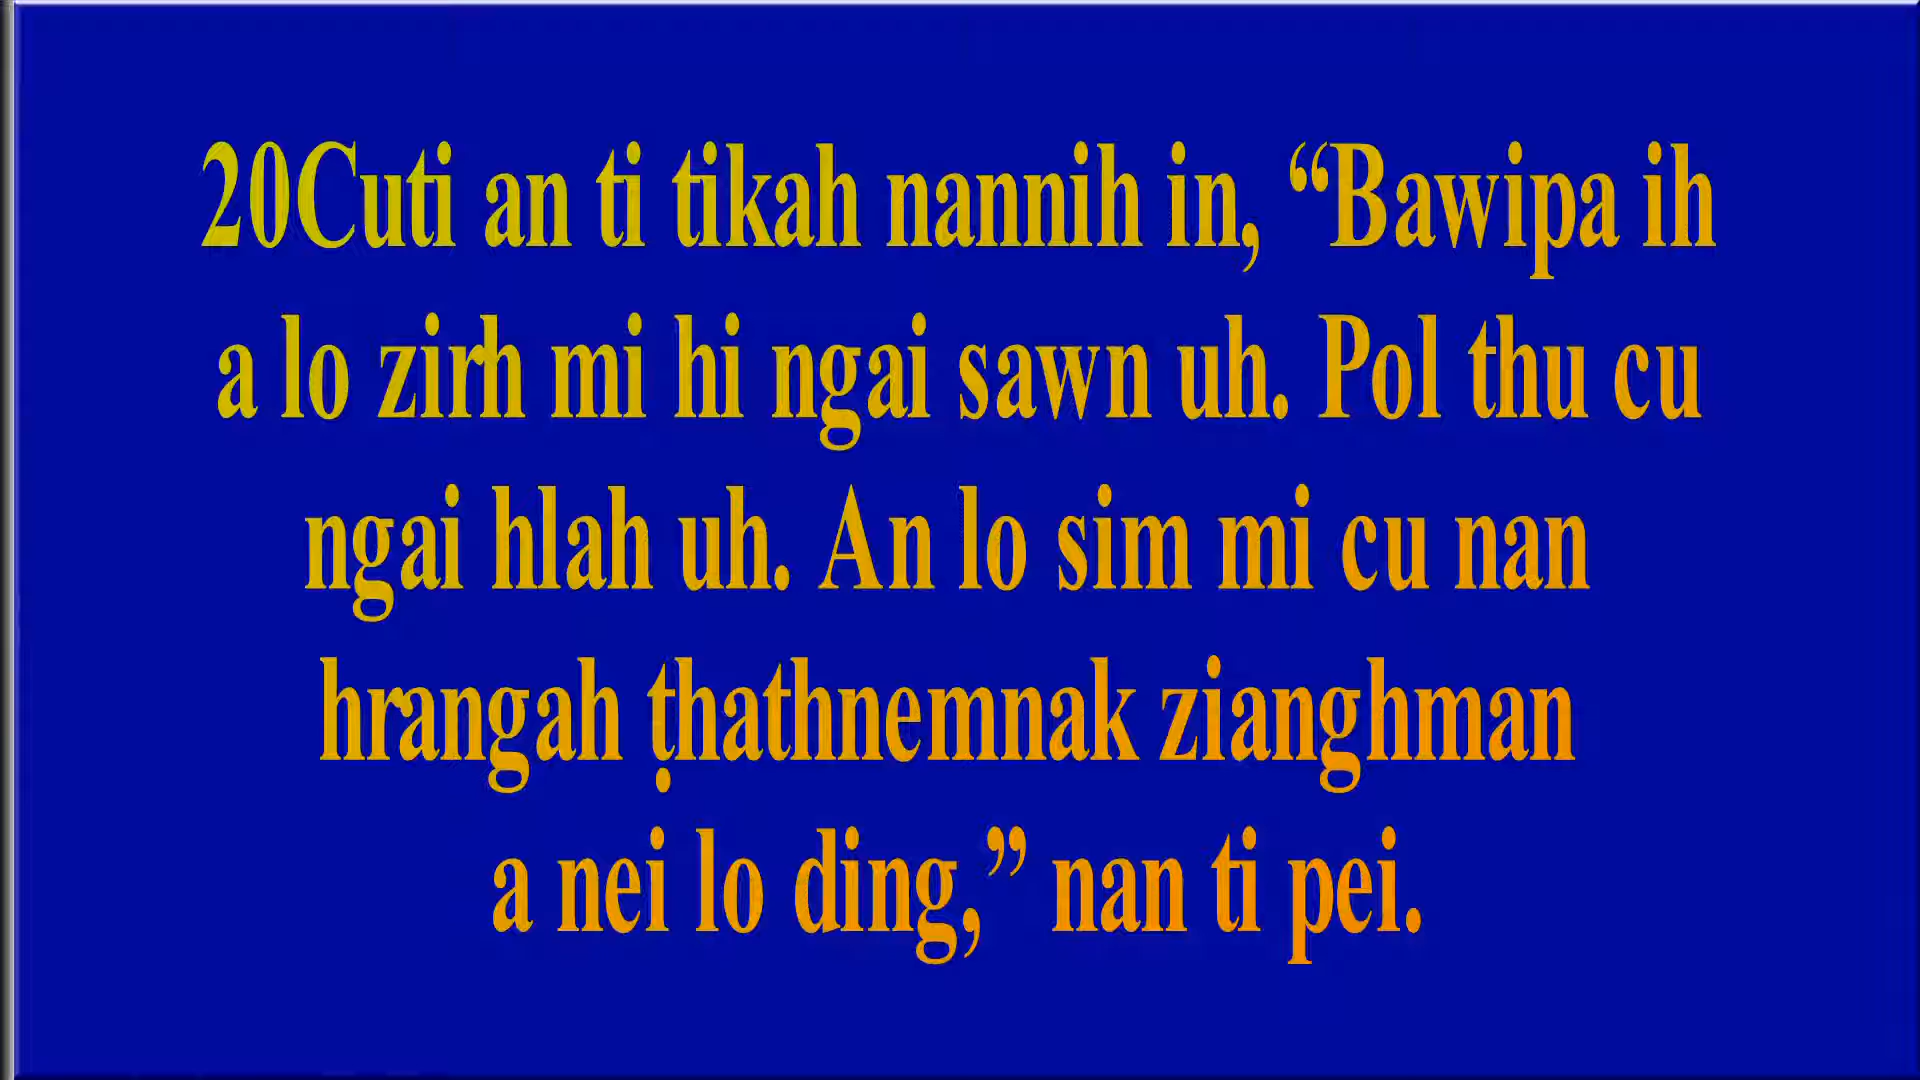 20Cuti an ti tikah nannih in, “Bawipa ih
a lo zirh mi hi ngai sawn uh. Pol thu cu
ngai hlah uh. An lo sim mi cu nan
hrangah ṭhathnemnak zianghman
a nei lo ding,” nan ti pei.